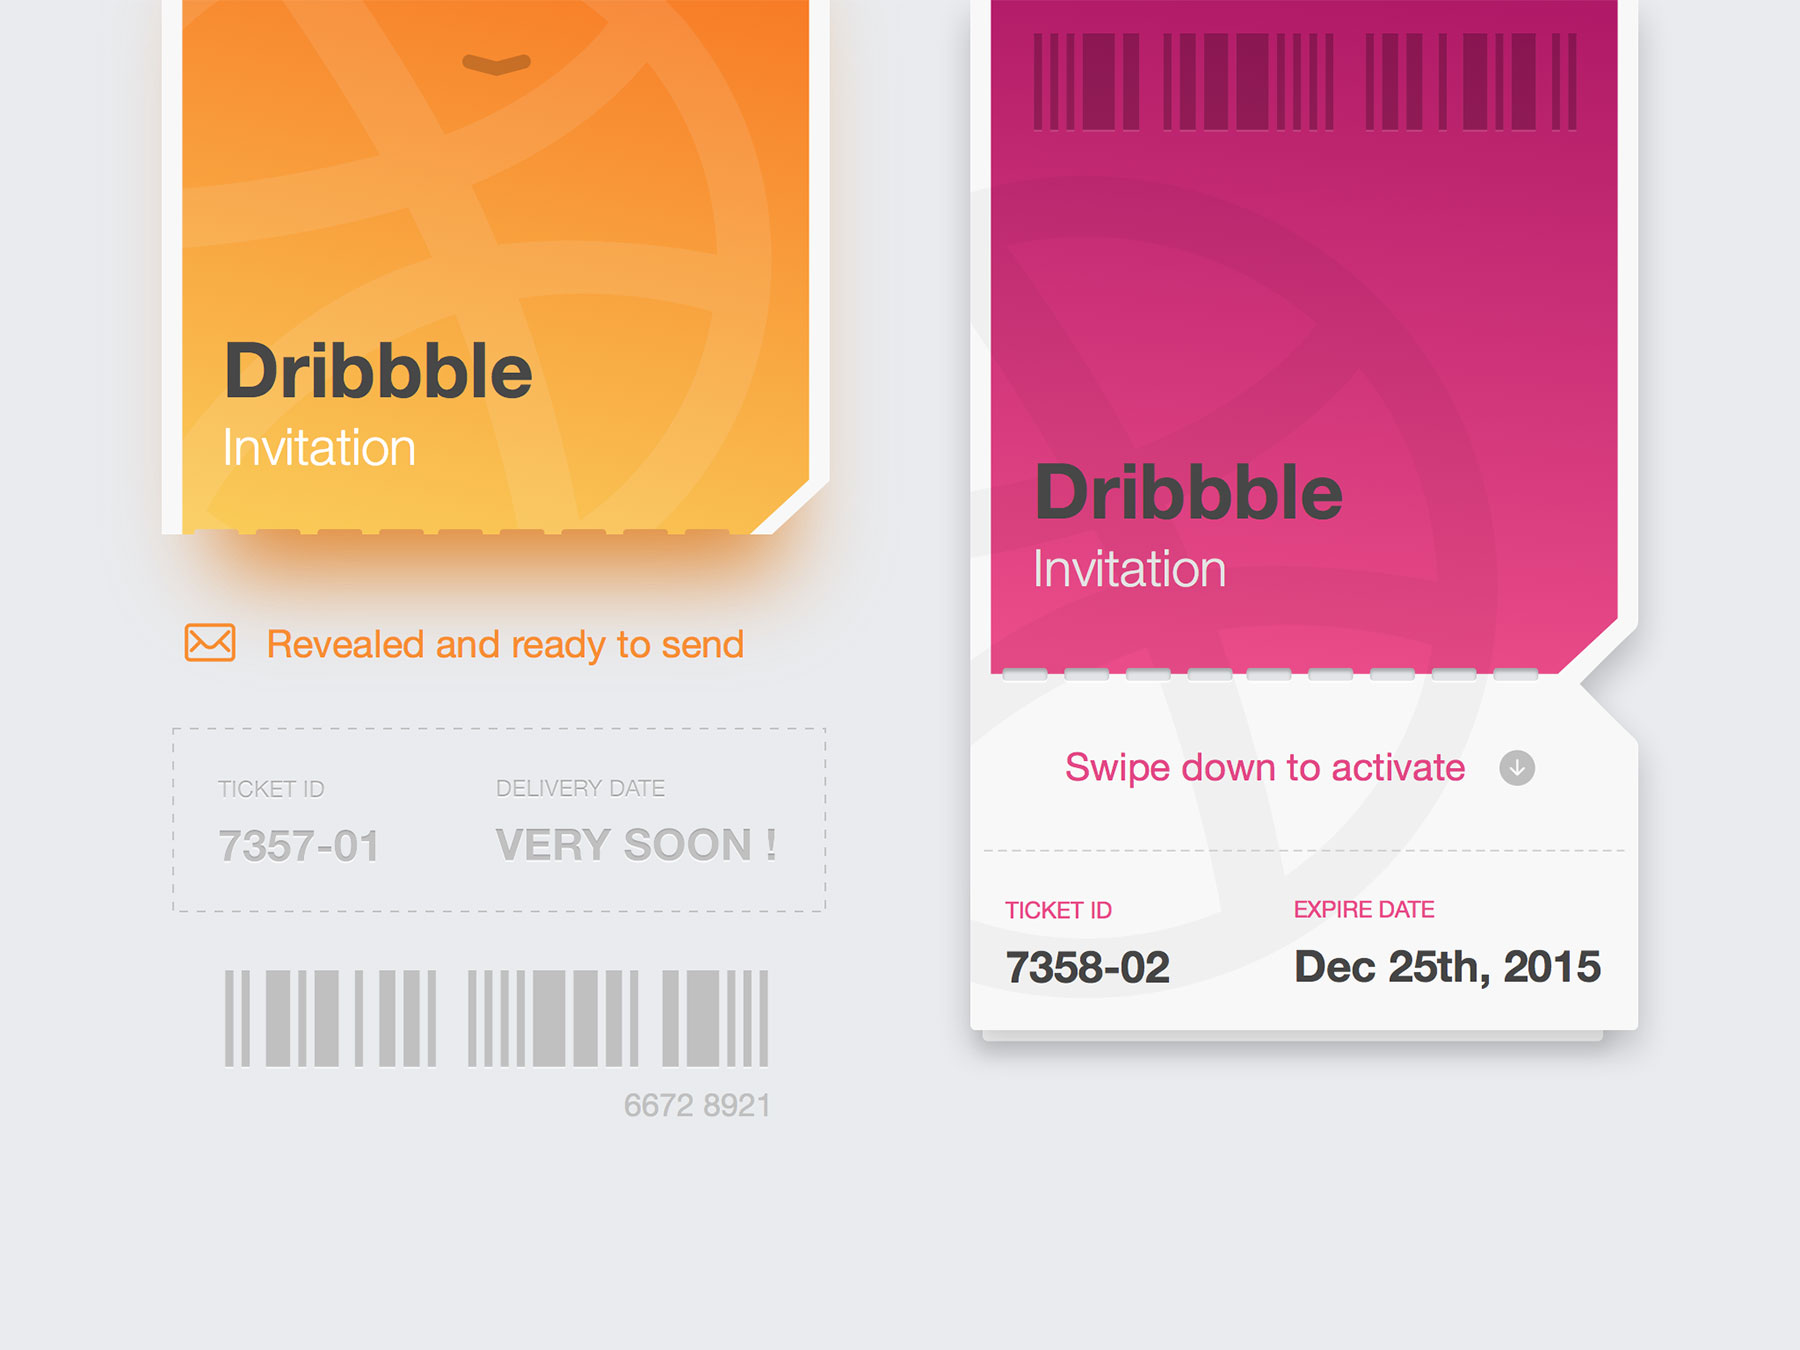 Dribbble
Invitation
Revealed and ready to send
TICKET ID
7357-01
DELIVERY DATE
VERY SOON !
6672 8921
Dribbble
Invitation
Swipe down to activate
TICKET ID
7358-02
EXPIRE DATE
Dec 25th, 2015